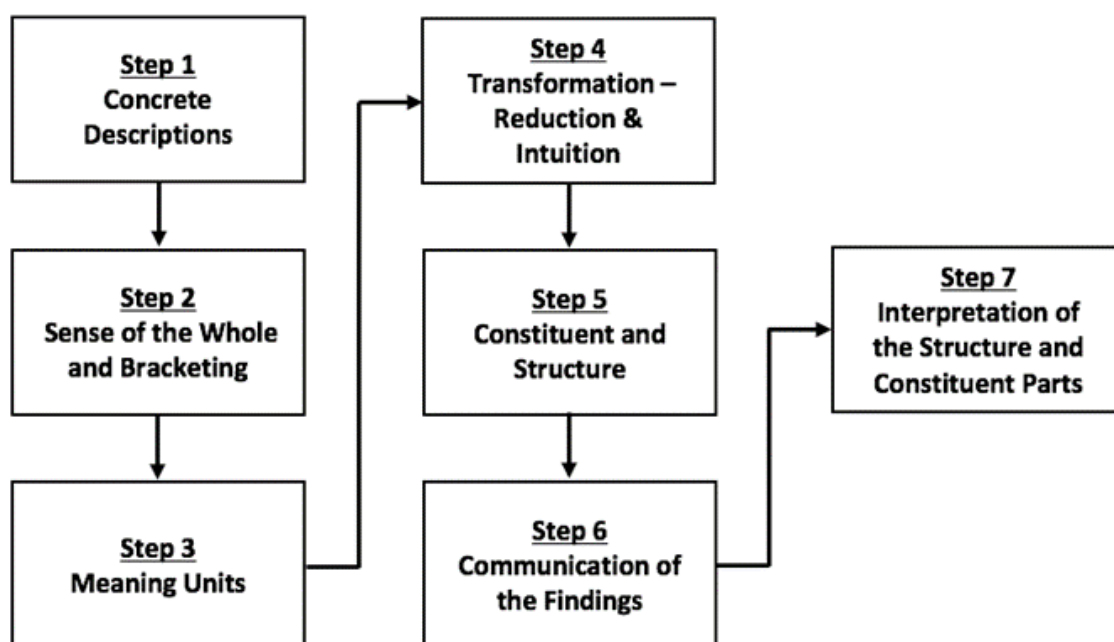 Step 1
Concrete
Descriptions
Step 2
Sense of the Whole
and Bracketing
Step 3
Meaning Units
Step 4
Transformation –
Reduction &
Intuition
Step 5
Constituent and
Structure
Step 6
Communication of
the Findings
Step 7
Interpretation of
the Structure and
Constituent Parts